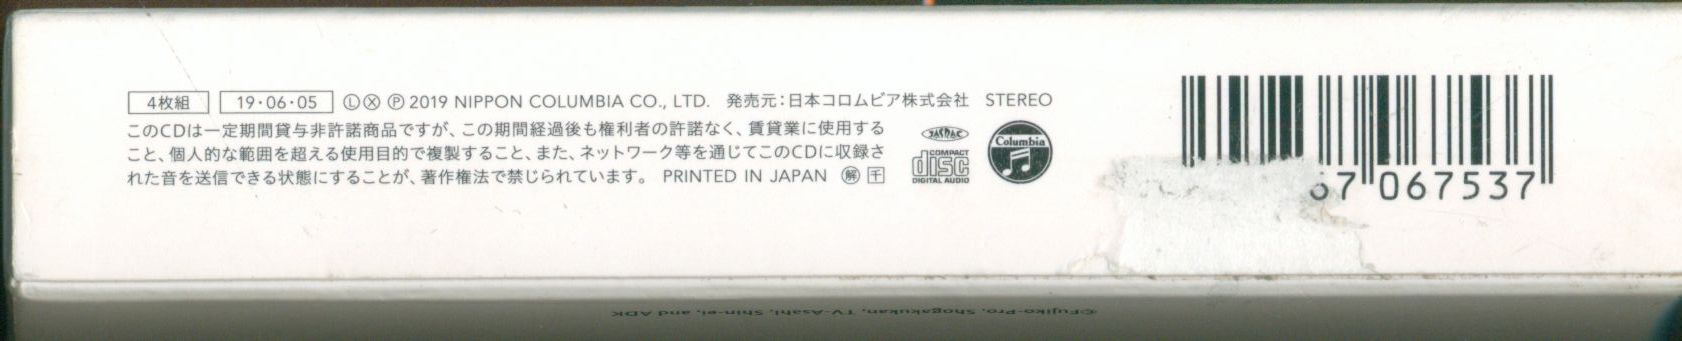 4枚組 19・06・05 Ⓛ Ⓧ Ⓟ 2019 NIPPON COLUMBIA CO., LTD. 発売元：日本コロムビア株式会社 STEREO
このCDは一定期間貸与非許諾商品ですが、この期間経過後も権利者の許諾なく、賃貸業に使用する
こと、個人的な範囲を超える使用目的で複製すること、また、ネットワーク等を通じてこのCDに収録さ
れた音を送信できる状態にすることが、著作権法で禁じられています。 PRINTED IN JAPAN ㊙解 千
JASRAC
COMPACT
disc
DIGITAL AUDIO
Columbia
67 067537
©Fujiko-Pro, Shogakukan, TV-Asahi, Shin-ei, and ADK